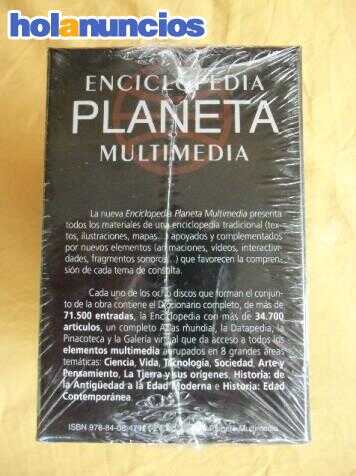 holanuncios
ENCICLOPEDIA
PLANETA
MULTIMEDIA
La nueva Enciclopedia Planeta Multimedia presenta
todos los materiales de una enciclopedia tradicional (tex-
tos, ilustraciones, mapas...) apoyados y complementados
por nuevos elementos (animaciones, vídeos, interactivi-
dades, fragmentos sonoros...) que favorecen la compren-
sión de cada tema de consulta.
Cada uno de los ocho discos que forman el conjun-
to de la obra contiene el Diccionario completo, de más de
71.500 entradas, la Enciclopedia con más de 34.700
artículos, un completo Atlas mundial, la Datapedia, la
Pinacoteca y la Galería virtual que da acceso a todos los
elementos multimedia agrupados en 8 grandes áreas
temáticas: Ciencia, Vida, Tecnología, Sociedad, Arte y
Pensamiento, La Tierra y sus orígenes, Historia: de
la Antigüedad a la Edad Moderna e Historia: Edad
Contemporánea.
ISBN 978-84-08- Planeta Multimedia